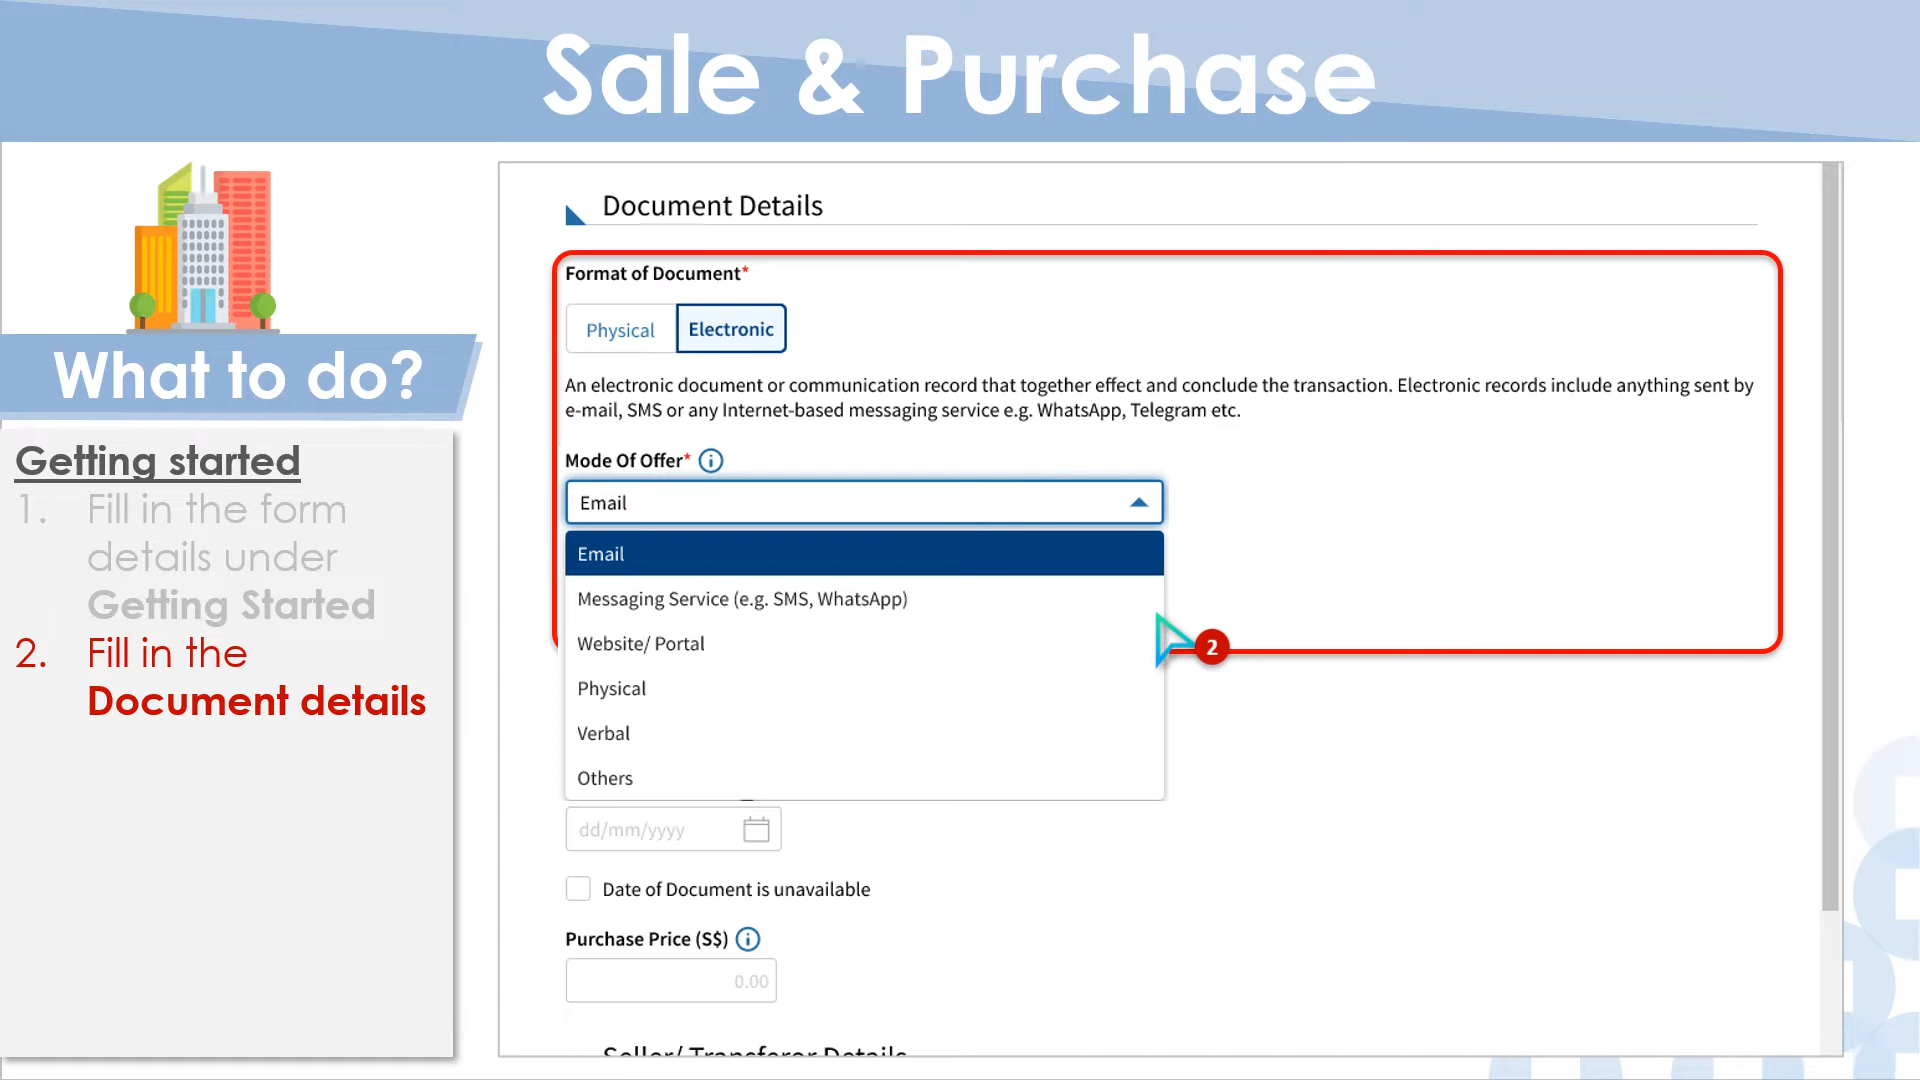 Sale & Purchase
What to do?
Getting started
1. Fill in the form
details under
Getting Started
2. Fill in the
Document details
Document Details
Format of Document*
Physical
Electronic
An electronic document or communication record that together effect and conclude the transaction. Electronic records include anything sent by
e-mail, SMS or any Internet-based messaging service e.g. WhatsApp, Telegram etc.
Mode Of Offer*
Email
Email
Messaging Service (e.g. SMS, WhatsApp)
Website/ Portal
2
Physical
Verbal
Others
dd/mm/yyyy
Date of Document is unavailable
Purchase Price (S$)
0.00
Seller/ Transferor Details